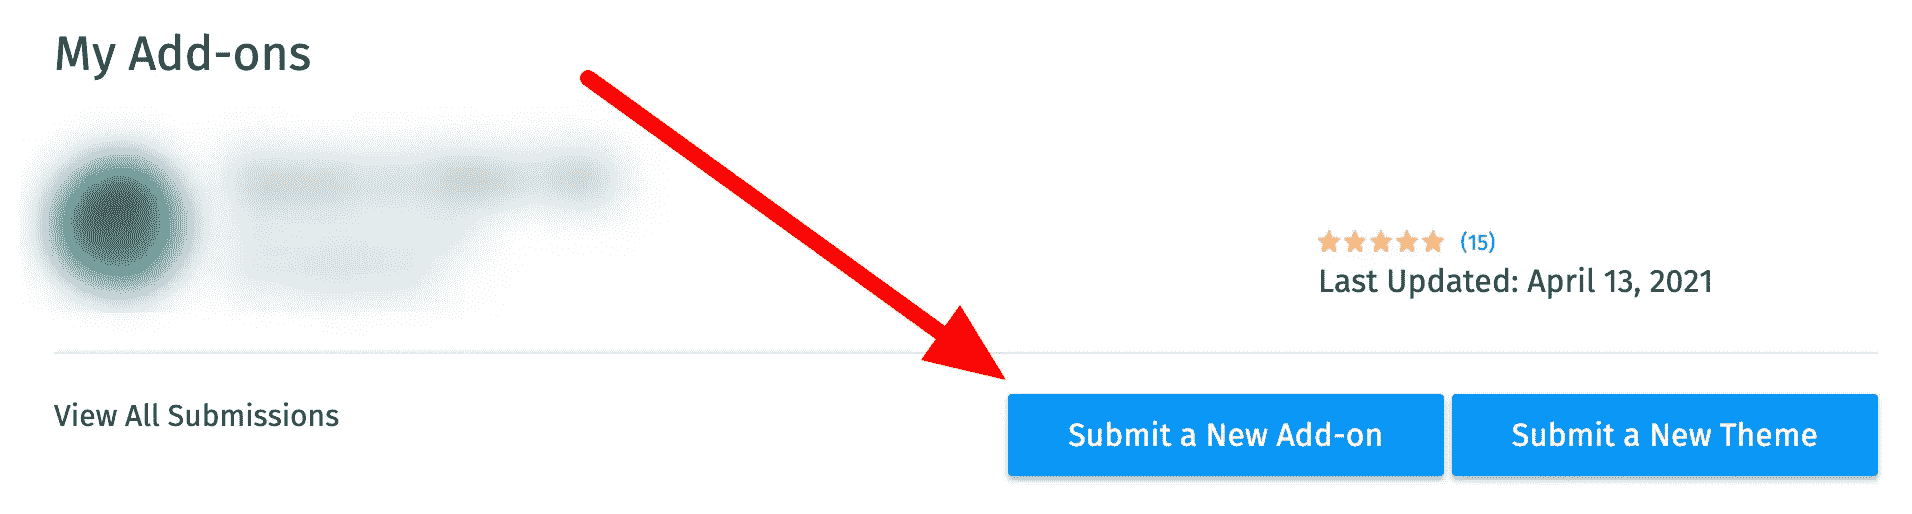 My Add-ons
(15)
Last Updated: April 13, 2021
View All Submissions
Submit a New Add-on
Submit a New Theme